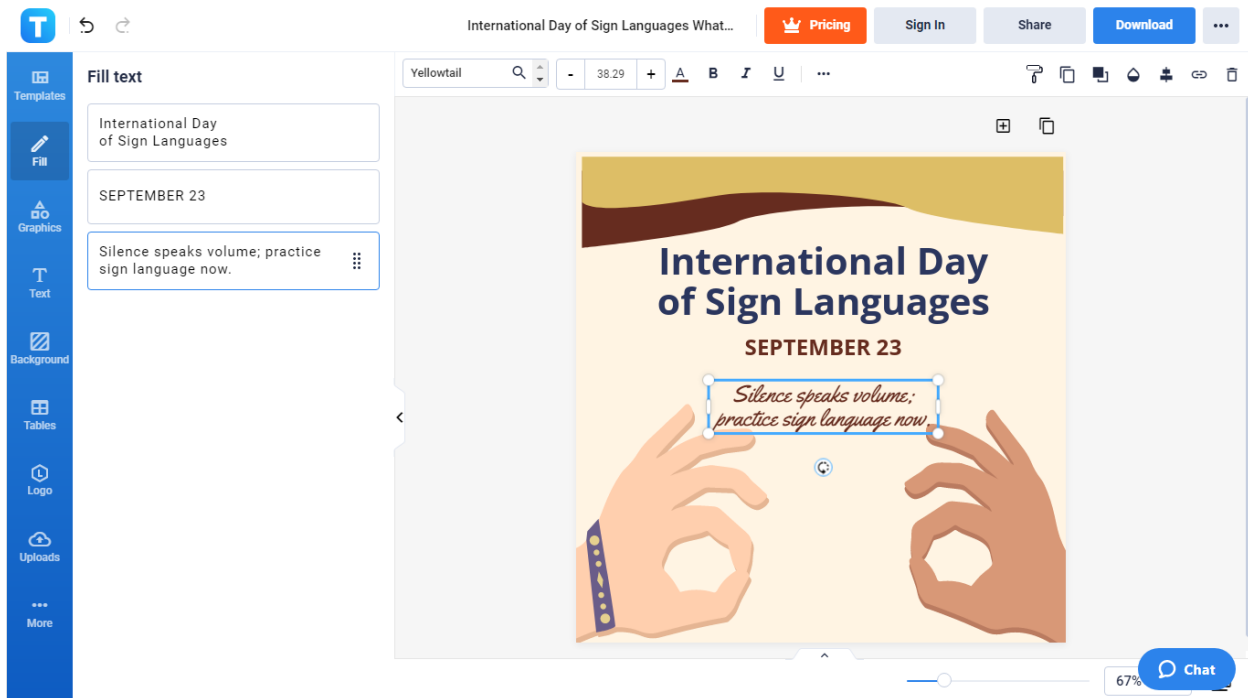 T
International Day of Sign Languages What...
Pricing
Sign In
Share
Download
Templates
Fill
Graphics
Text
Background
Tables
Logo
Uploads
More
Fill text
International Day
of Sign Languages
SEPTEMBER 23
Silence speaks volume; practice
sign language now.
Yellowtail
- 38.29 + A B I U
International Day
of Sign Languages
SEPTEMBER 23
Silence speaks volume;
practice sign language now.
67%
Chat